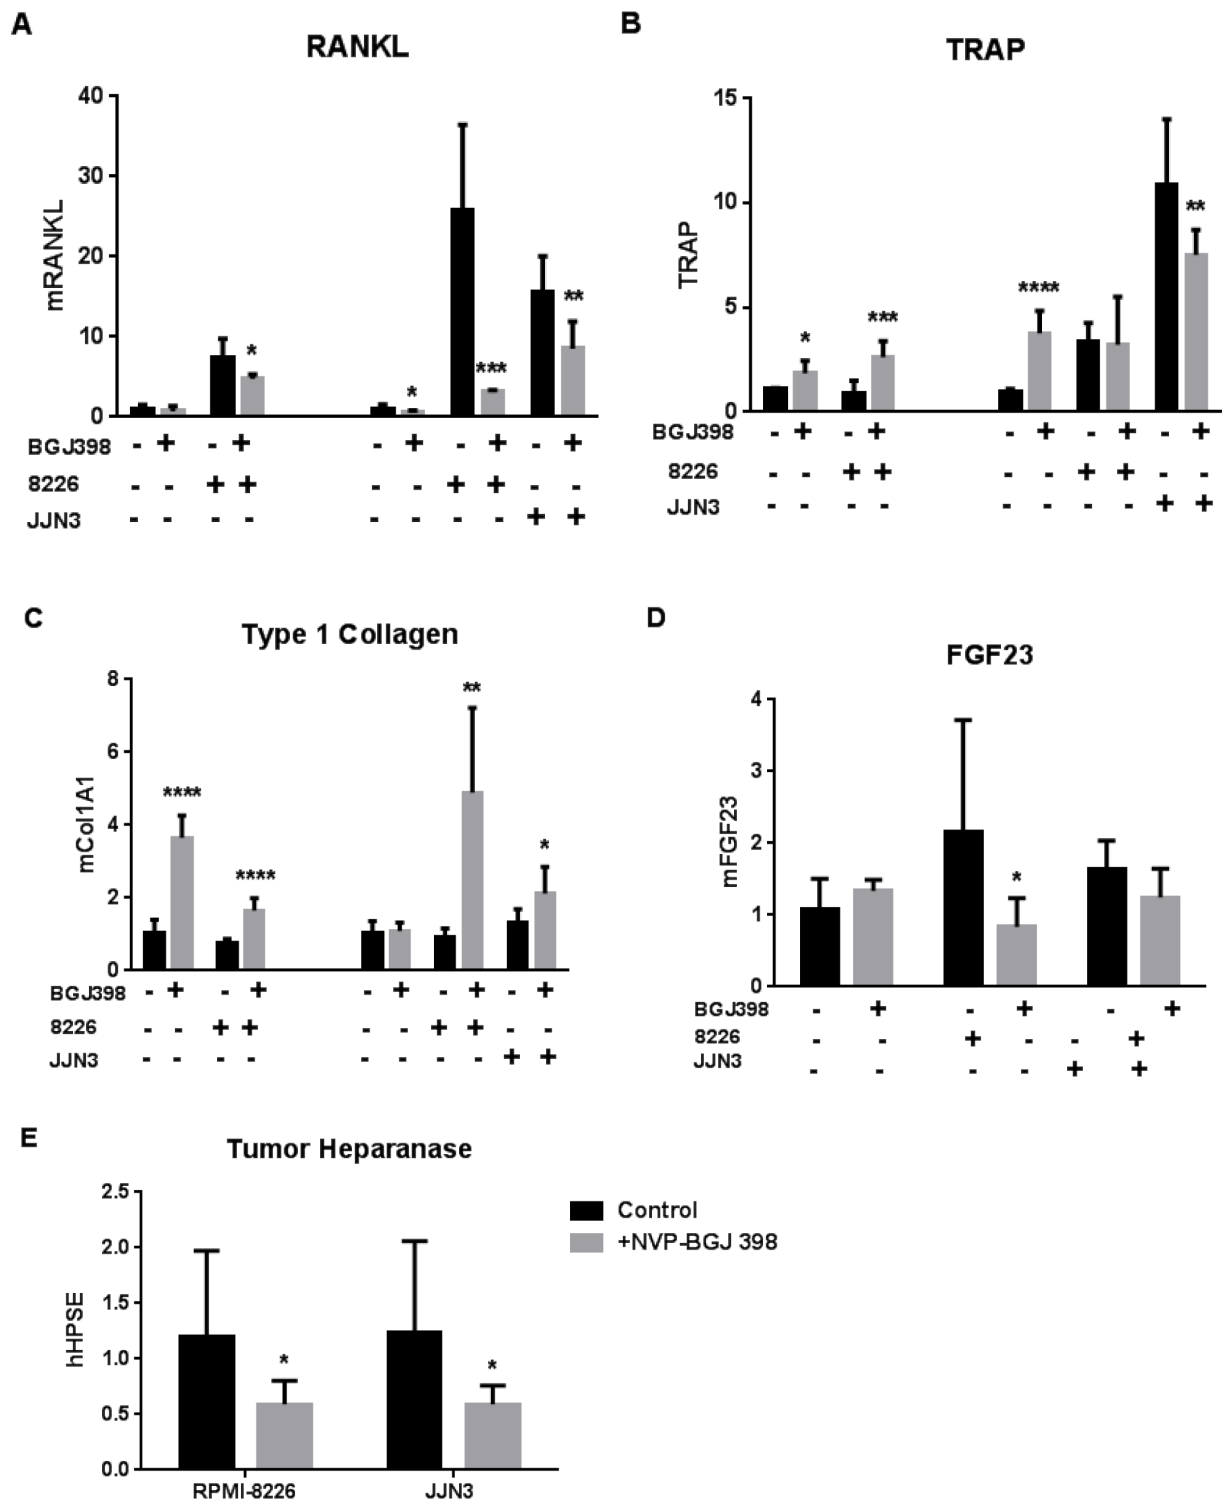 A
RANKL
40
30
20
10
0
mRANKL
* * *** **
BGJ398 - + - + - + - + - +
8226 - - + + - - + + - -
JJN3 - - - - - - - - + +
B
TRAP
15
10
5
0
TRAP
* *** **** **
BGJ398 - + - + - + - + - +
8226 - - + + - - + + - -
JJN3 - - - - - - - - + +
C
Type 1 Collagen
8
6
4
2
0
mCol1A1
**** **** ** *
BGJ398 - + - + - + - + - +
8226 - - + + - - + + - -
JJN3 - - - - - - - - + +
D
FGF23
4
3
2
1
0
mFGF23
*
BGJ398 - + - + - +
8226 - - + - - +
JJN3 - - - - + +
E
Tumor Heparanase
2.5
2.0
1.5
1.0
0.5
0.0
hHPSE
* *
RPMI-8226 JJN3
Control
+NVP-BGJ 398